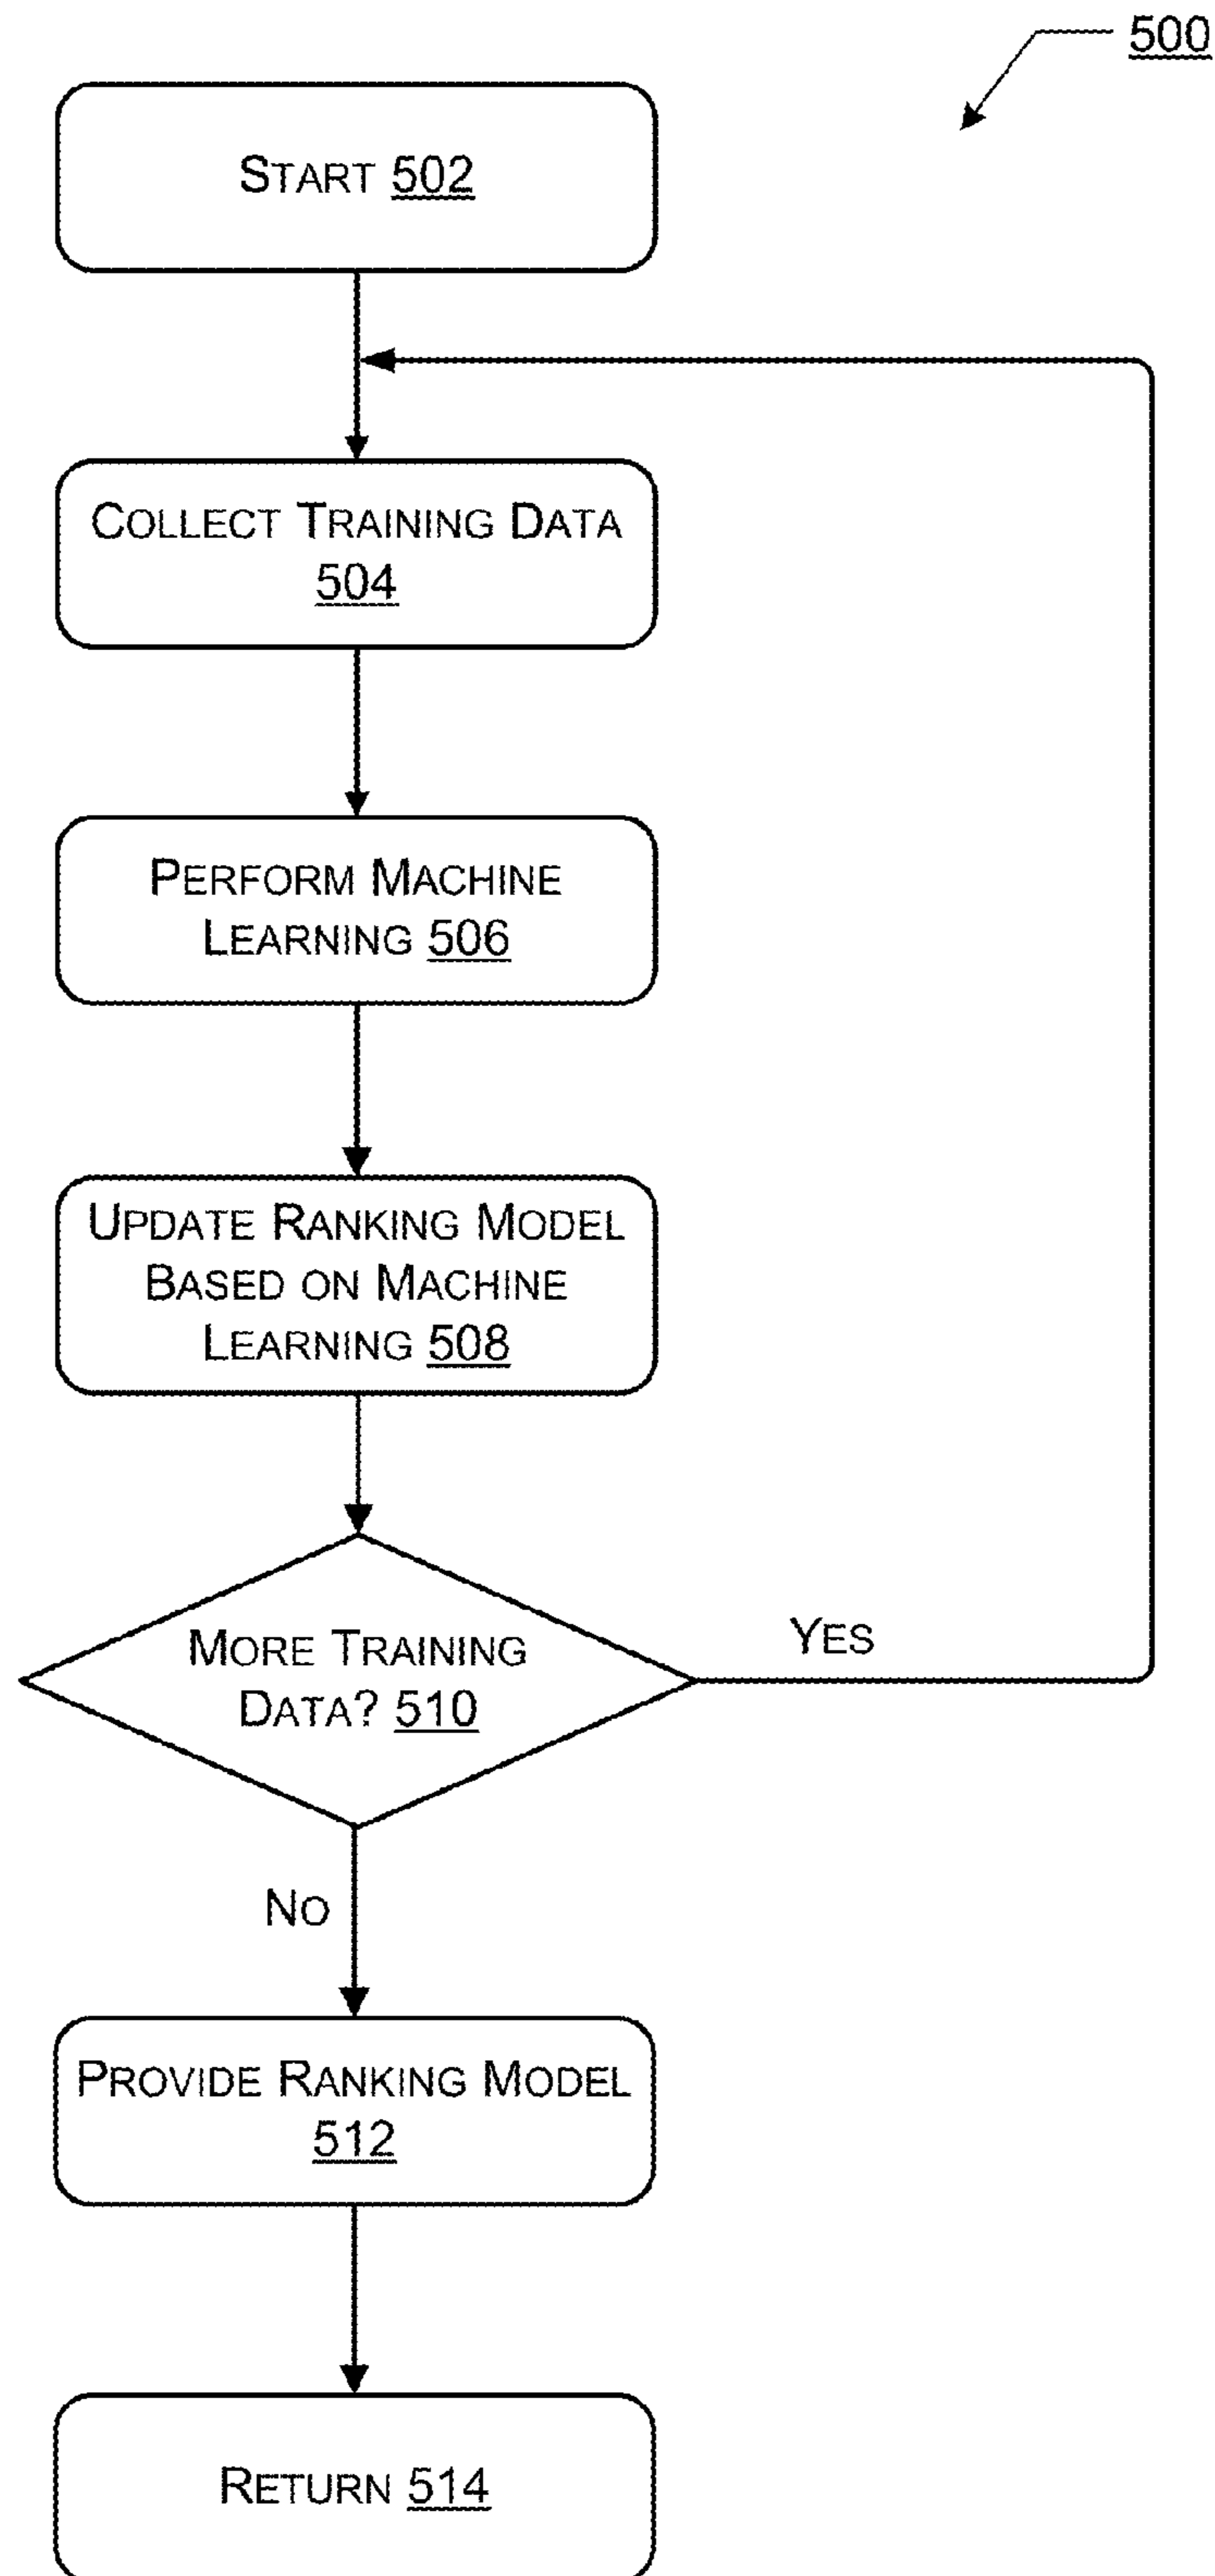 500
START 502
COLLECT TRAINING DATA
504
PERFORM MACHINE
LEARNING 506
UPDATE RANKING MODEL
BASED ON MACHINE
LEARNING 508
MORE TRAINING
DATA? 510
YES
NO
PROVIDE RANKING MODEL
512
RETURN 514